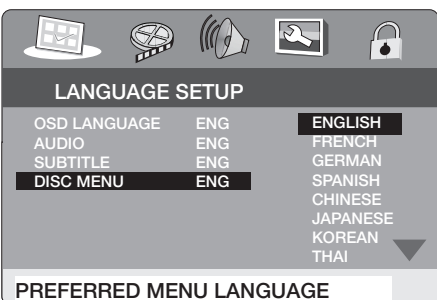 LANGUAGE SETUP
OSD LANGUAGE ENG
AUDIO ENG
SUBTITLE ENG
DISC MENU ENG
ENGLISH
FRENCH
GERMAN
SPANISH
CHINESE
JAPANESE
KOREAN
THAI
PREFERRED MENU LANGUAGE